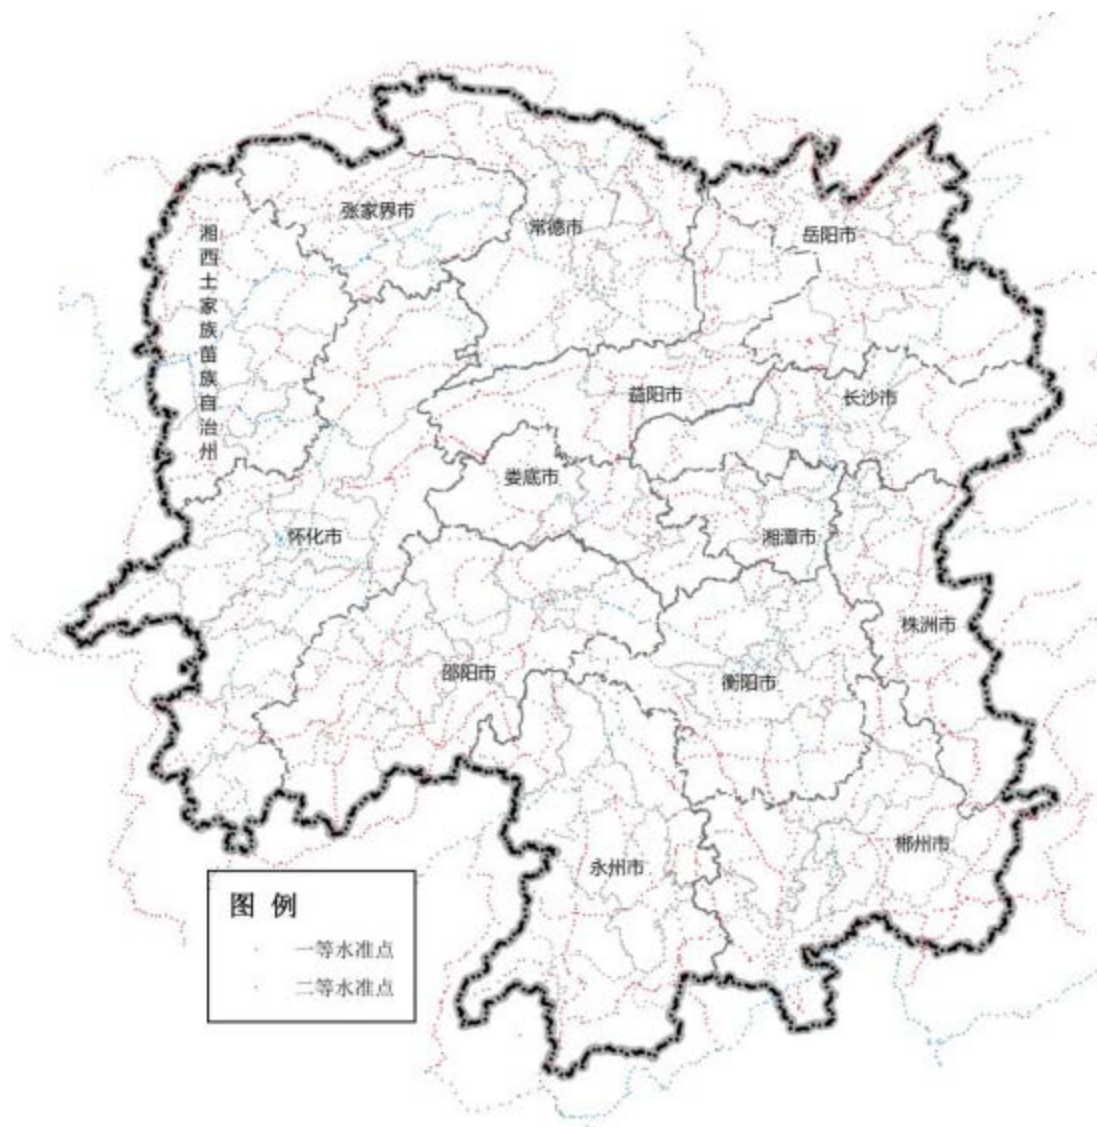 张家界市
常德市
岳阳市
湘西土家族苗族自治州
益阳市
长沙市
娄底市
怀化市
湘潭市
株洲市
邵阳市
衡阳市
郴州市
永州市
图例
一等水准点
二等水准点